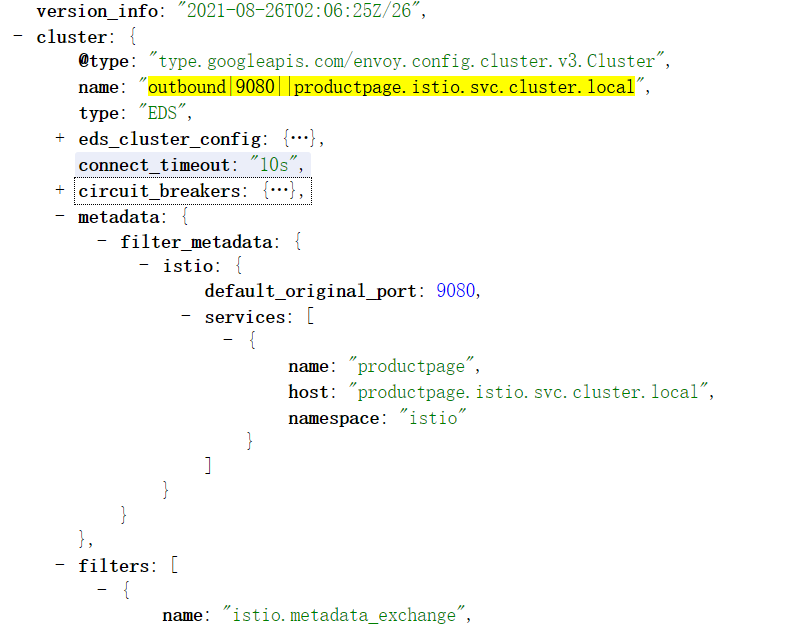 version_info: "2021-08-26T02:06:25Z/26",
- cluster: {
@type: "type.googleapis.com/envoy.config.cluster.v3.Cluster",
name: "outbound|9080||productpage.istio.svc.cluster.local",
type: "EDS",
+ eds_cluster_config: {…},
connect_timeout: "10s",
+ circuit_breakers: {…},
- metadata: {
- filter_metadata: {
- istio: {
default_original_port: 9080,
- services: [
- {
name: "productpage",
host: "productpage.istio.svc.cluster.local",
namespace: "istio"
}
]
}
}
},
- filters: [
- {
name: "istio.metadata_exchange",